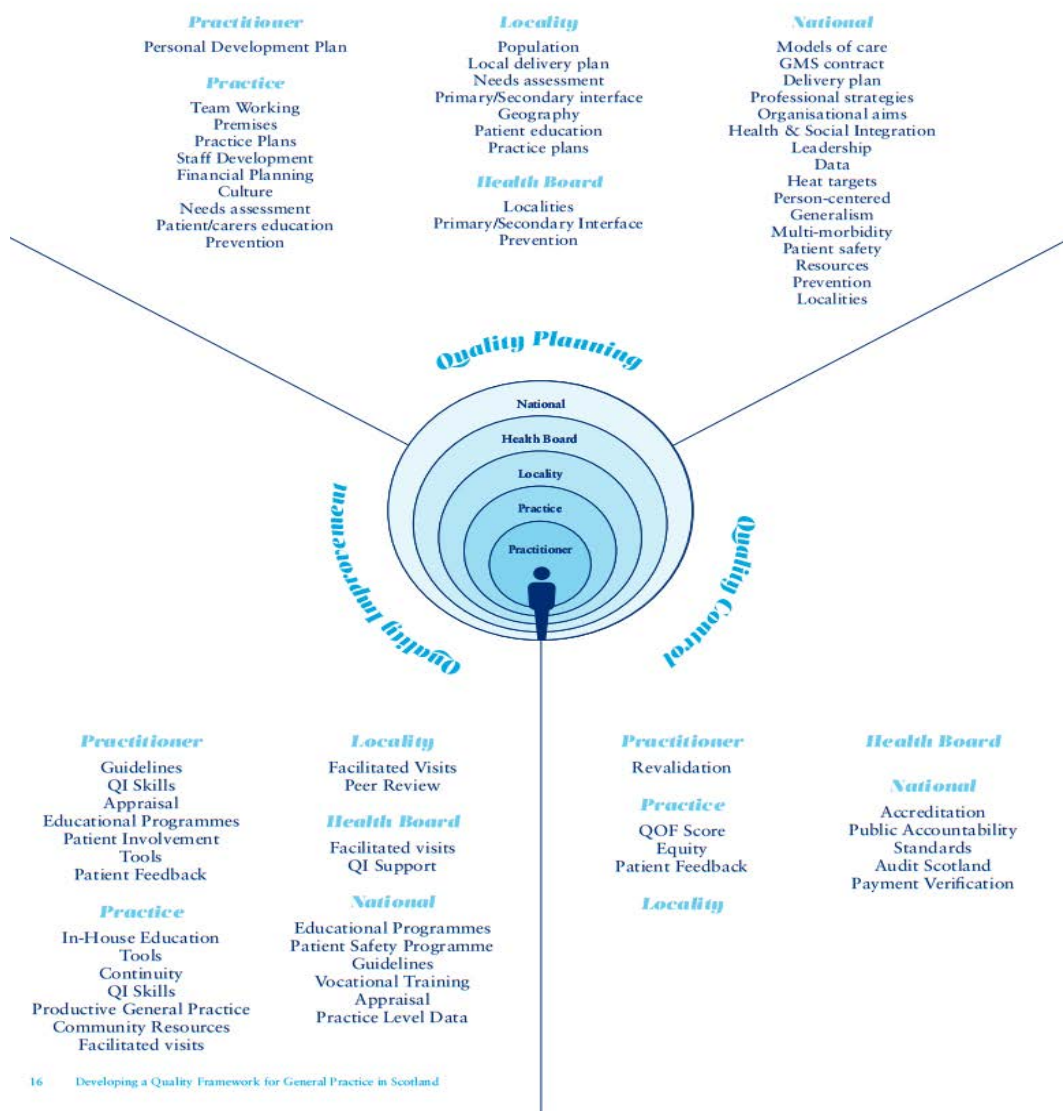 Practitioner
Personal Development Plan
Practice
Team Working
Premises
Practice Plans
Staff Development
Financial Planning
Culture
Needs assessment
Patient/carers education
Prevention
Locality
Population
Local delivery plan
Needs assessment
Primary/Secondary interface
Geography
Patient education
Practice plans
Health Board
Localities
Primary/Secondary Interface
Prevention
National
Models of care
GMS contract
Delivery plan
Professional strategies
Organisational aims
Health & Social Integration
Leadership
Data
Heat targets
Person-centered
Generalism
Multi-morbidity
Patient safety
Resources
Prevention
Localities
Quality Planning
National
Health Board
Locality
Practice
Practitioner
Quality Improvement
Quality Control
Practitioner
Guidelines
QI Skills
Appraisal
Educational Programmes
Patient Involvement
Tools
Patient Feedback
Practice
In-House Education
Tools
Continuity
QI Skills
Productive General Practice
Community Resources
Facilitated visits
Locality
Facilitated Visits
Peer Review
Health Board
Facilitated visits
QI Support
National
Educational Programmes
Patient Safety Programme
Guidelines
Vocational Training
Appraisal
Practice Level Data
Practitioner
Revalidation
Practice
QOF Score
Equity
Patient Feedback
Locality
Health Board
National
Accreditation
Public Accountability
Standards
Audit Scotland
Payment Verification
16 Developing a Quality Framework for General Practice in Scotland